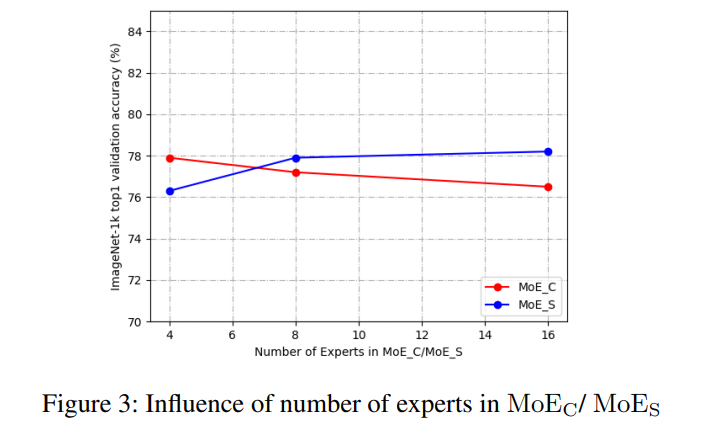 84
82
80
78
76
74
72
70
ImageNet-1k top1 validation accuracy (%)
MoE_C
MoE_S
4 6 8 10 12 14 16
Number of Experts in MoE_C/MoE_S
Figure 3: Influence of number of experts in MoEC/ MoES